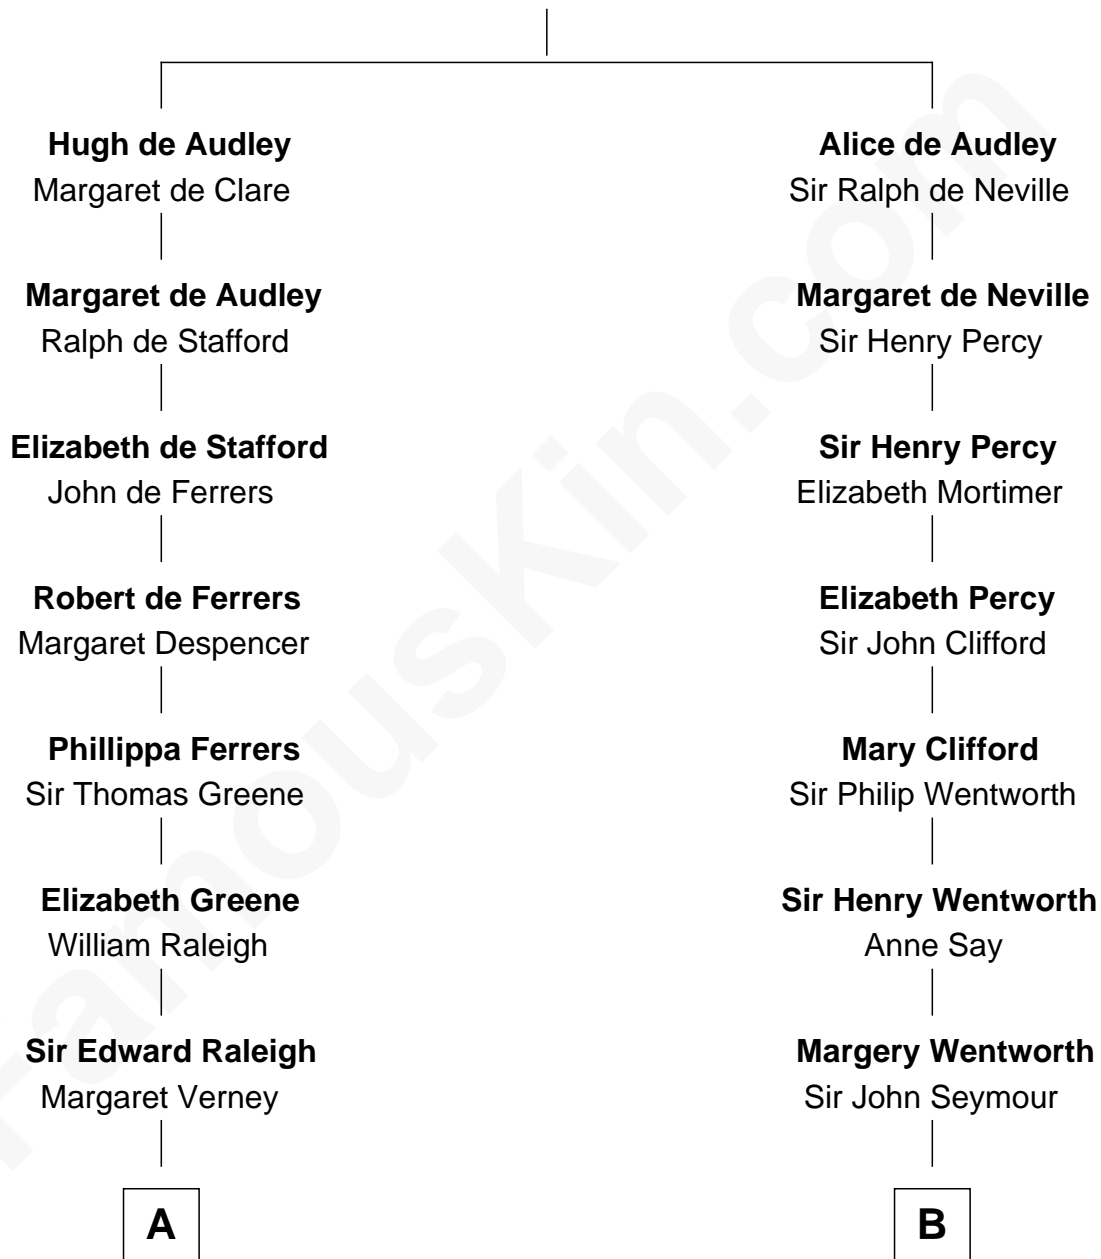 Hugh de Audley
Margaret de Clare
Margaret de Audley
Ralph de Stafford
Elizabeth de Stafford
John de Ferrers
Robert de Ferrers
Margaret Despencer
Phillippa Ferrers
Sir Thomas Greene
Elizabeth Greene
William Raleigh
Sir Edward Raleigh
Margaret Verney
A
Alice de Audley
Sir Ralph de Neville
Margaret de Neville
Sir Henry Percy
Sir Henry Percy
Elizabeth Mortimer
Elizabeth Percy
Sir John Clifford
Mary Clifford
Sir Philip Wentworth
Sir Henry Wentworth
Anne Say
Margery Wentworth
Sir John Seymour
B
FamousKin.com